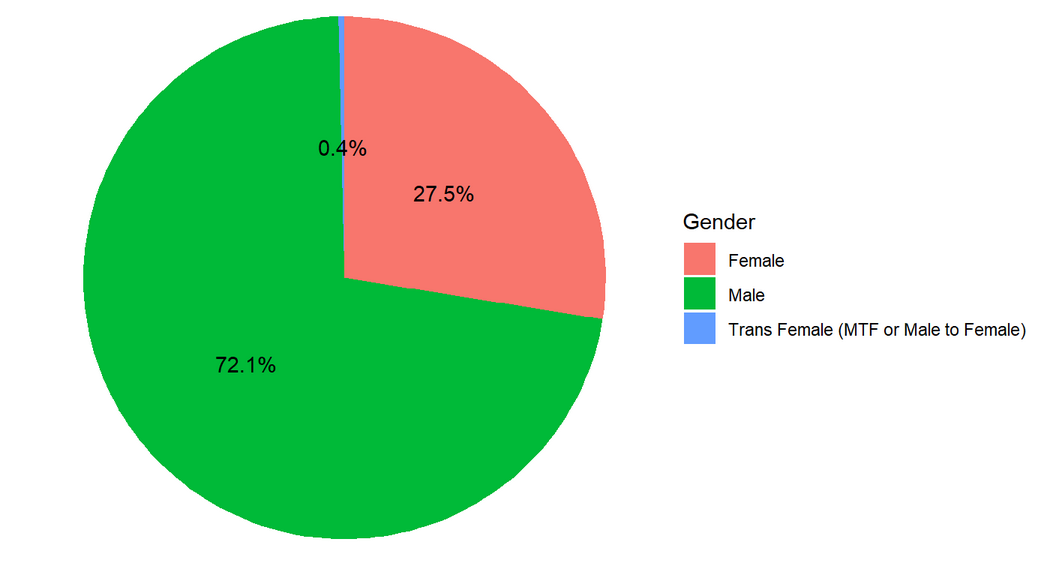 0.4%
27.5%
72.1%
Gender
Female
Male
Trans Female (MTF or Male to Female)